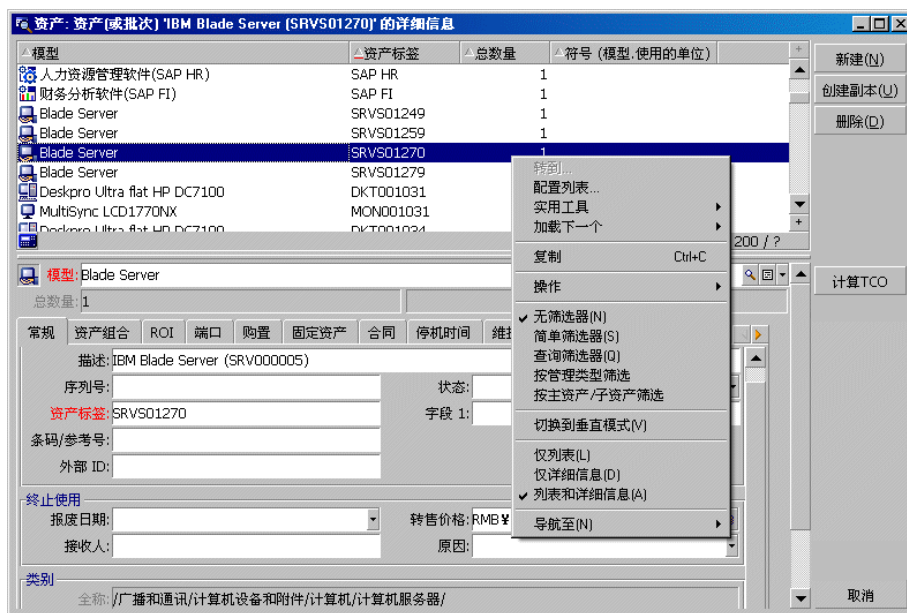 资产: 资产(或批次) 'IBM Blade Server (SRVS01270)' 的详细信息
模型 资产标签 总数量 符号 (模型.使用的单位)
人力资源管理软件(SAP HR) SAP HR 1
财务分析软件(SAP FI) SAP FI 1
Blade Server SRVS01249 1
Blade Server SRVS01259 1
Blade Server SRVS01270 1
Blade Server SRVS01279
Deskpro Ultra flat HP DC7100 DKT001031
MultiSync LCD1770NX MON001031
Deskpro Ultra flat HP DC7100 DKT001034
200 / ?
新建(N)
创建副本(U)
删除(D)
计算TCO
取消
转到...
配置列表...
实用工具
加载下一个
复制 Ctrl+C
操作
无筛选器(N)
简单筛选器(S)
查询筛选器(Q)
按管理类型筛选
按主资产/子资产筛选
切换到垂直模式(V)
仅列表(L)
仅详细信息(D)
列表和详细信息(A)
导航至(N)
模型: Blade Server
总数量: 1
常规 资产组合 ROI 端口 购置 固定资产 合同 停机时间
描述: IBM Blade Server (SRV000005)
序列号: 状态:
资产标签: SRVS01270 字段 1:
条码/参考号:
外部 ID:
终止使用
报废日期: 转售价格: RMB¥
接收人: 原因:
类别
全称: /广播和通讯/计算机设备和附件/计算机/计算机服务器/